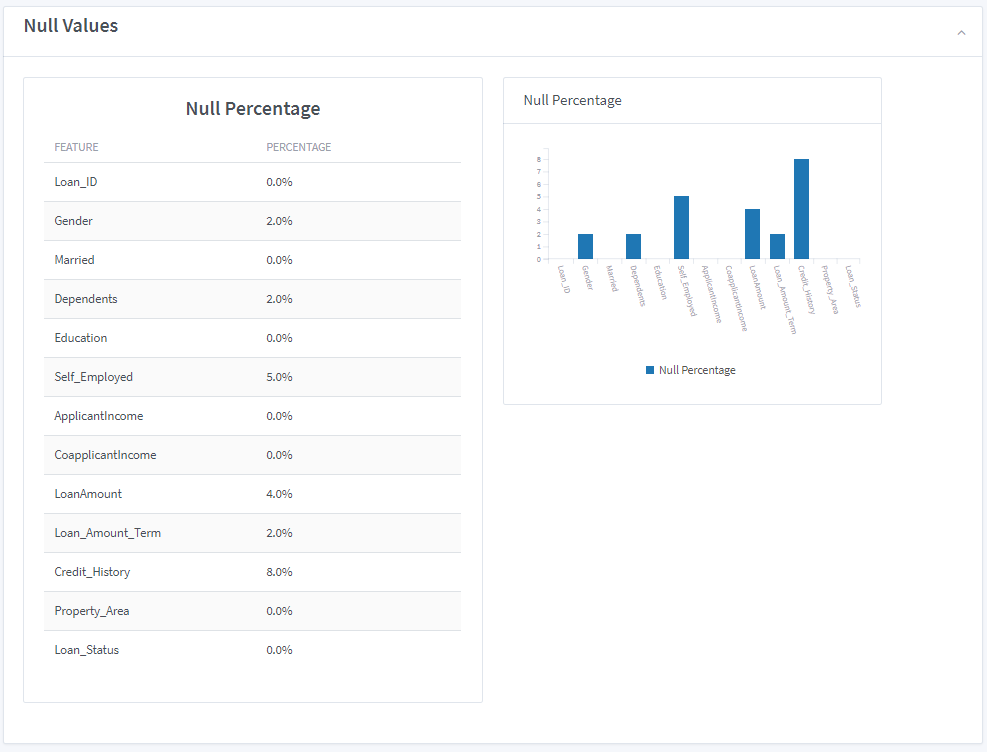 Null Values
Null Percentage
FEATURE PERCENTAGE
Loan_ID 0.0%
Gender 2.0%
Married 0.0%
Dependents 2.0%
Education 0.0%
Self_Employed 5.0%
ApplicantIncome 0.0%
CoapplicantIncome 0.0%
LoanAmount 4.0%
Loan_Amount_Term 2.0%
Credit_History 8.0%
Property_Area 0.0%
Loan_Status 0.0%
Null Percentage
8
7
6
5
4
3
2
1
0
Loan_ID
Gender
Married
Dependents
Education
Self_Employed
ApplicantIncome
CoapplicantIncome
LoanAmount
Loan_Amount_Term
Credit_History
Property_Area
Loan_Status
Null Percentage